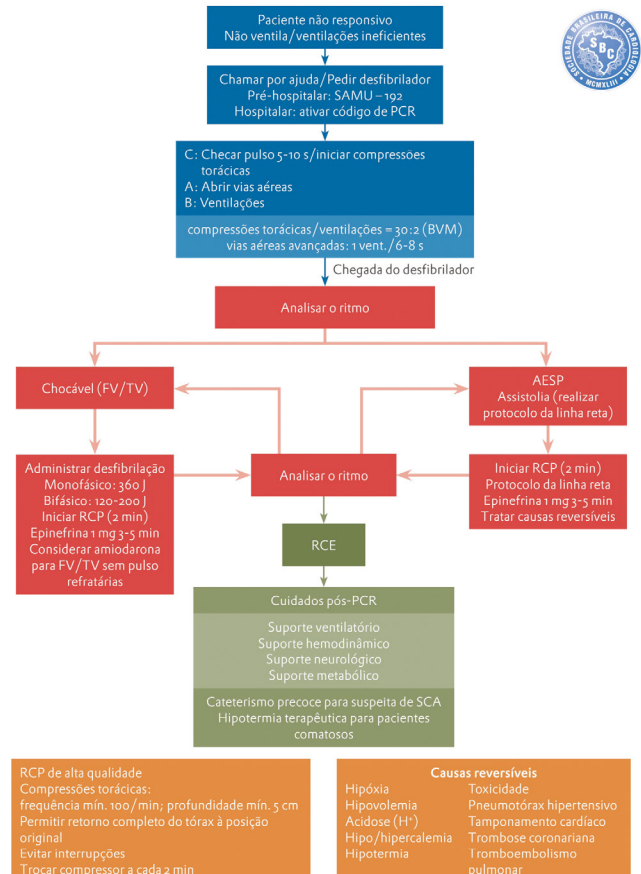 Paciente não responsivo
Não ventila/ventilações ineficientes
SOCIEDADE BRASILEIRA DE CARDIOLOGIA
SBC
MCMXLIII
Chamar por ajuda/Pedir desfibrilador
Pré-hospitalar: SAMU – 192
Hospitalar: ativar código de PCR
C: Checar pulso 5-10 s/iniciar compressões
torácicas
A: Abrir vias aéreas
B: Ventilações
compressões torácicas/ventilações = 30:2 (BVM)
vias aéreas avançadas: 1 vent./6-8 s
Chegada do desfibrilador
Analisar o ritmo
Chocável (FV/TV)
AESP
Assistolia (realizar
protocolo da linha reta)
Administrar desfibrilação
Monofásico: 360 J
Bifásico: 120-200 J
Iniciar RCP (2 min)
Epinefrina 1 mg 3-5 min
Considerar amiodarona
para FV/TV sem pulso
refratárias
Analisar o ritmo
Iniciar RCP (2 min)
Protocolo da linha reta
Epinefrina 1 mg 3-5 min
Tratar causas reversíveis
RCE
Cuidados pós-PCR
Suporte ventilatório
Suporte hemodinâmico
Suporte neurológico
Suporte metabólico
Cateterismo precoce para suspeita de SCA
Hipotermia terapêutica para pacientes
comatosos
RCP de alta qualidade
Compressões torácicas:
frequência mín. 100/min; profundidade mín. 5 cm
Permitir retorno completo do tórax à posição
original
Evitar interrupções
Trocar compressor a cada 2 min
Causas reversíveis
Hipóxia
Hipovolemia
Acidose (H⁺)
Hipo/hipercalemia
Hipotermia
Toxicidade
Pneumotórax hipertensivo
Tamponamento cardíaco
Trombose coronariana
Tromboembolismo
pulmonar